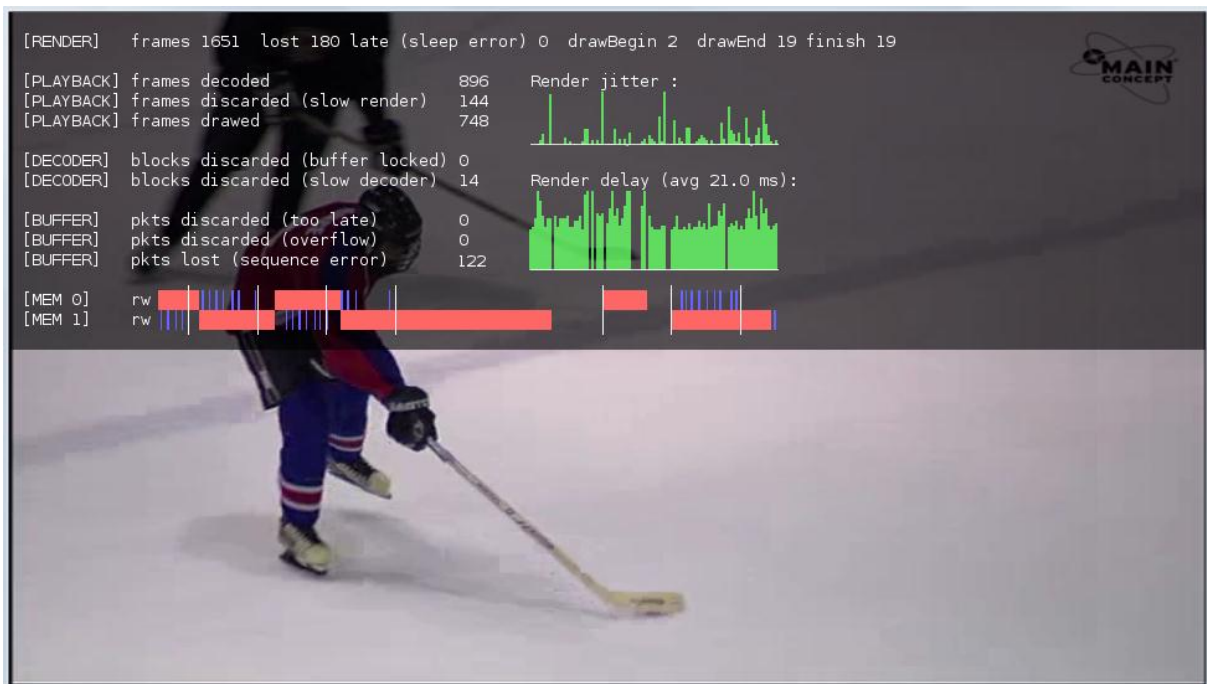 [RENDER] frames 1651 lost 180 late (sleep error) 0 drawBegin 2 drawEnd 19 finish 19
MAIN
CONCEPT
[PLAYBACK] frames decoded 896
[PLAYBACK] frames discarded (slow render) 144
[PLAYBACK] frames drawed 748
Render jitter :
[DECODER] blocks discarded (buffer locked) 0
[DECODER] blocks discarded (slow decoder) 14
Render delay (avg 21.0 ms):
[BUFFER] pkts discarded (too late) 0
[BUFFER] pkts discarded (overflow) 0
[BUFFER] pkts lost (sequence error) 122
[MEM 0] rw
[MEM 1] rw